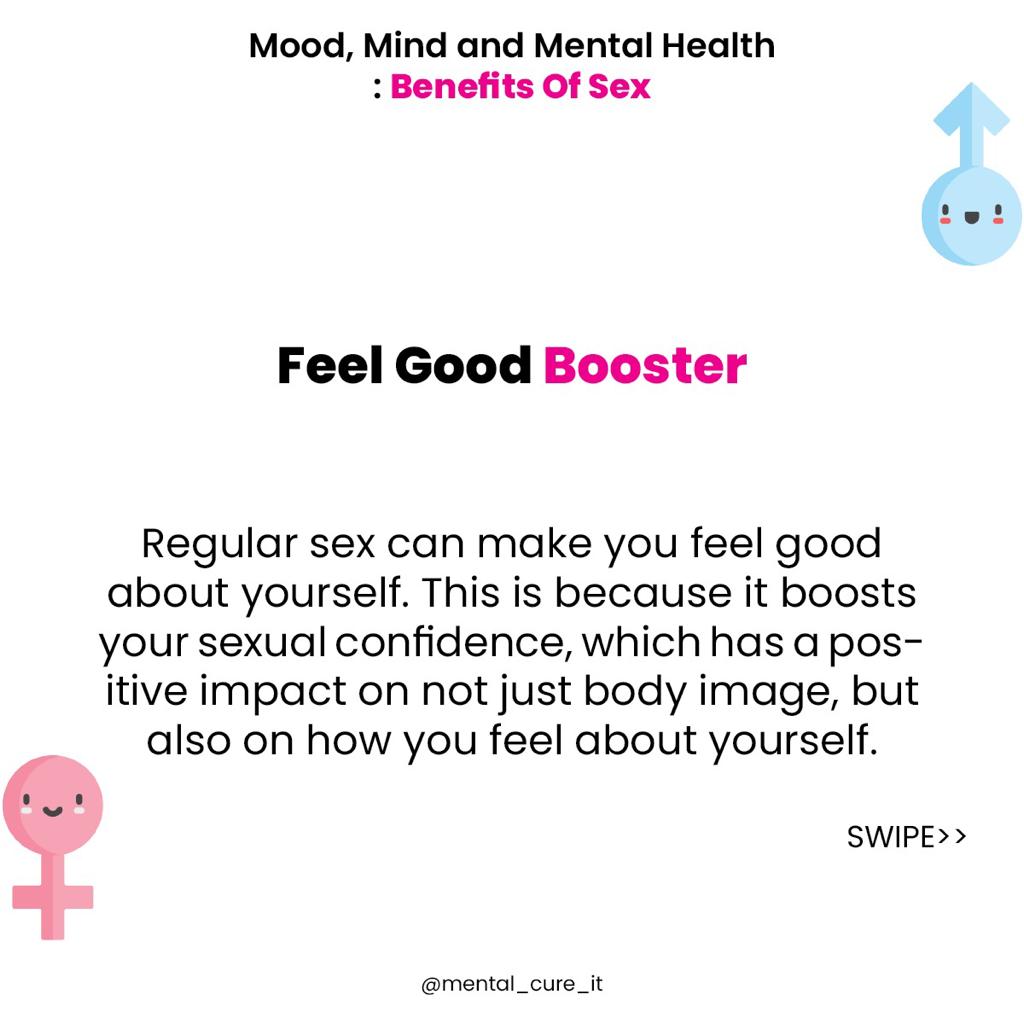 Mood, Mind and Mental Health
: Benefits Of Sex
Feel Good Booster
Regular sex can make you feel good
about yourself. This is because it boosts
your sexual confidence, which has a pos-
itive impact on not just body image, but
also on how you feel about yourself.
SWIPE>>
@mental_cure_it